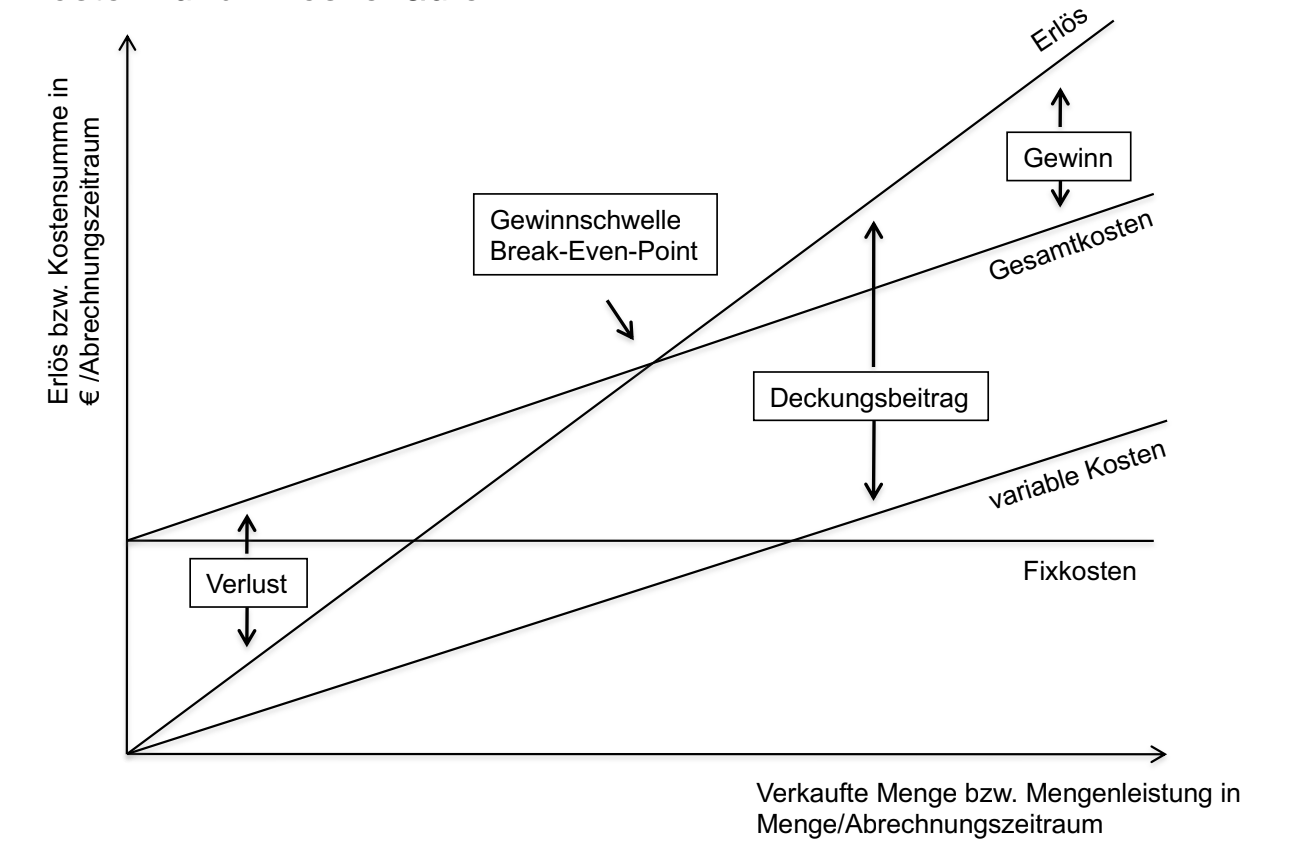 Erlös
Erlös bzw. Kostensumme in
€ /Abrechnungszeitraum
Gewinn
Gewinnschwelle
Break-Even-Point
Gesamtkosten
Deckungsbeitrag
variable Kosten
Verlust
Fixkosten
Verkaufte Menge bzw. Mengenleistung in
Menge/Abrechnungszeitraum